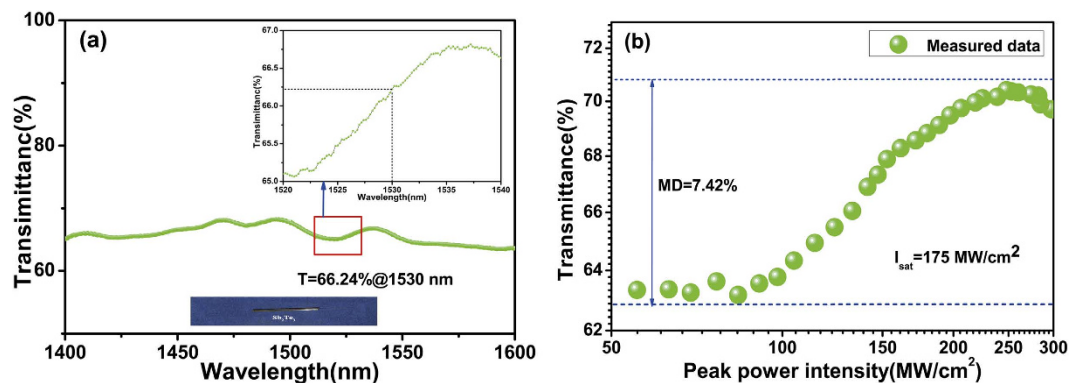 (a)
Transimittanc(%)
100
80
60
1400
1450
1500
1550
1600
Wavelength(nm)
Transimittanc(%)
67.0
66.5
66.0
65.5
65.0
1520
1525
1530
1535
1540
Wavelength(nm)
T=66.24%@1530 nm
Sb2Te3
(b)
Measured data
Transmittance(%)
72
70
68
66
64
62
MD=7.42%
Isat=175 MW/cm²
50
100
150
200
250
300
Peak power intensity(MW/cm²)